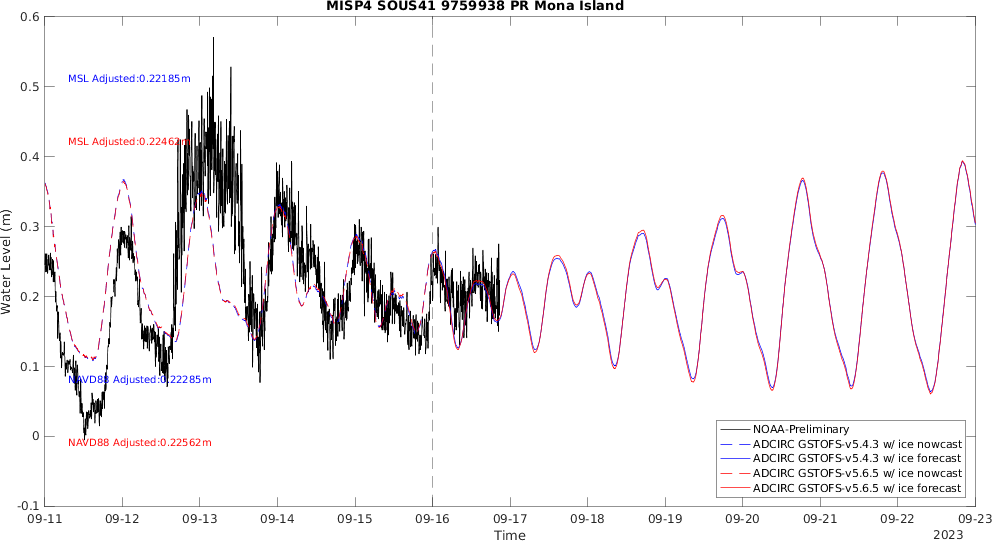 MISP4 SOUS41 9759938 PR Mona Island
0.6
0.5
0.4
0.3
0.2
0.1
0
-0.1
Water Level (m)
MSL Adjusted:0.22185m
MSL Adjusted:0.22462m
NAVD88 Adjusted:0.22285m
NAVD88 Adjusted:0.22562m
NOAA-Preliminary
ADCIRC GSTOFS-v5.4.3 w/ ice nowcast
ADCIRC GSTOFS-v5.4.3 w/ ice forecast
ADCIRC GSTOFS-v5.6.5 w/ ice nowcast
ADCIRC GSTOFS-v5.6.5 w/ ice forecast
09-11 09-12 09-13 09-14 09-15 09-16 09-17 09-18 09-19 09-20 09-21 09-22 09-23
Time
2023